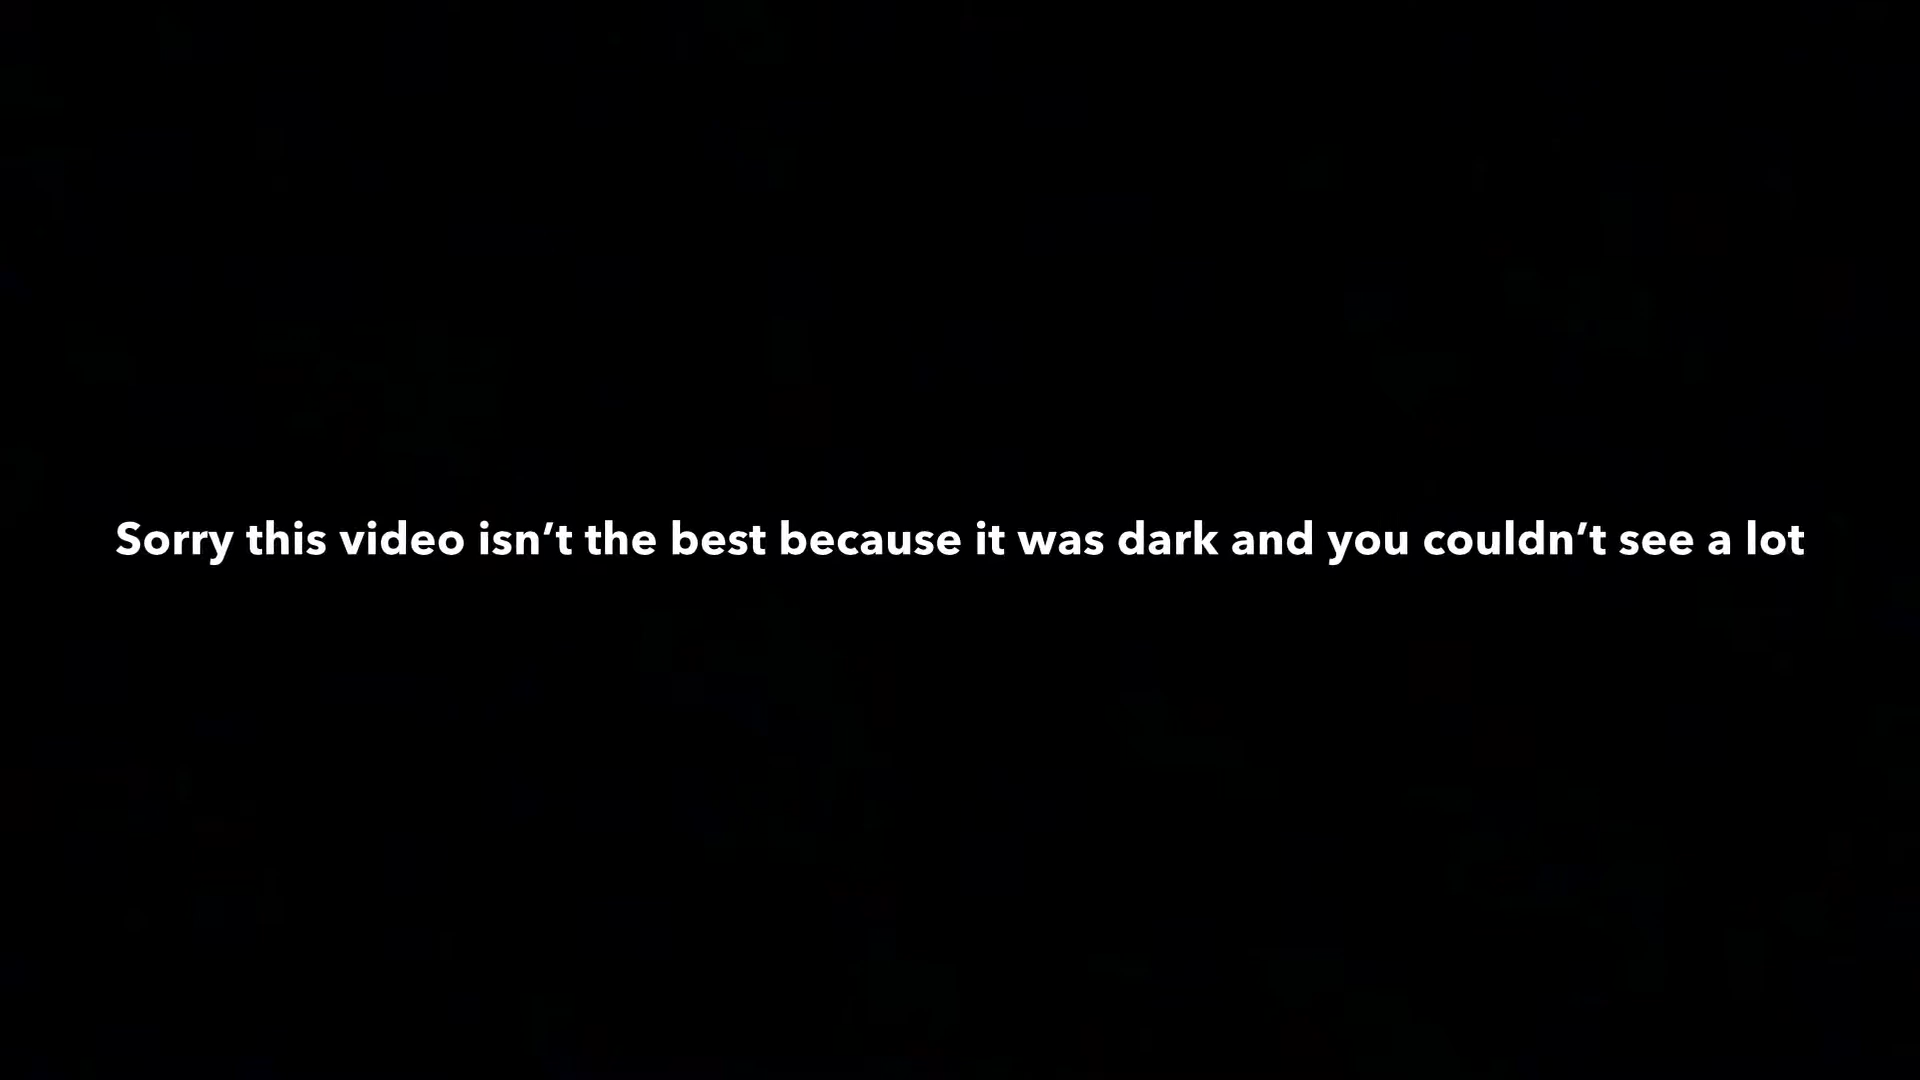 Sorry this video isn’t the best because it was dark and you couldn’t see a lot